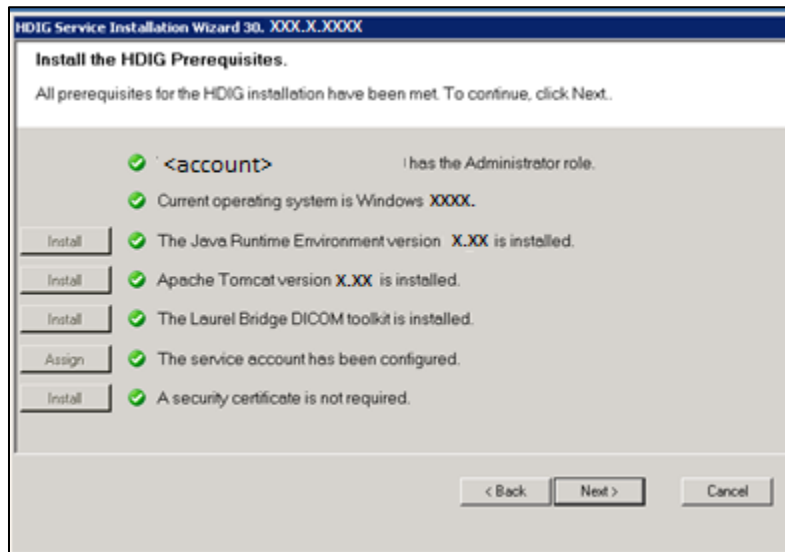 HDIG Service Installation Wizard 30. XXX.X.XXXX
Install the HDIG Prerequisites.
All prerequisites for the HDIG installation have been met. To continue, click Next..
<account> has the Administrator role.
Current operating system is Windows XXXX.
Install The Java Runtime Environment version X.XX is installed.
Install Apache Tomcat version X.XX is installed.
Install The Laurel Bridge DICOM toolkit is installed.
Assign The service account has been configured.
Install A security certificate is not required.
< Back Next > Cancel